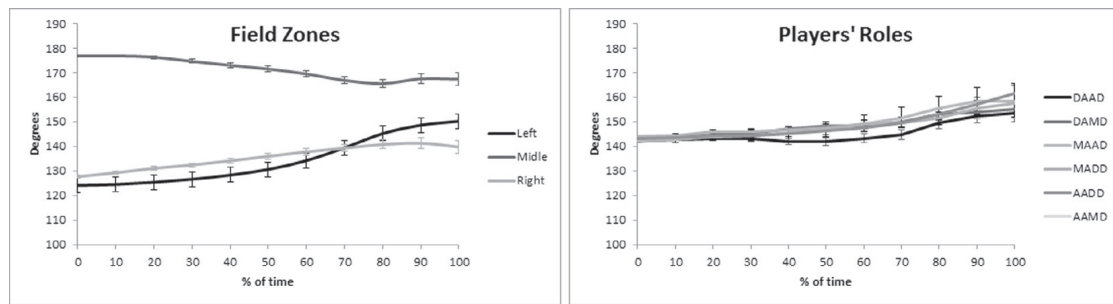 Field Zones
190
180
170
160
150
140
130
120
110
100
Degrees
0 10 20 30 40 50 60 70 80 90 100
% of time
Left
Midle
Right
Players' Roles
190
180
170
160
150
140
130
120
110
100
Degrees
0 10 20 30 40 50 60 70 80 90 100
% of time
DAAD
DAMD
MAAD
MADD
AADD
AAMD